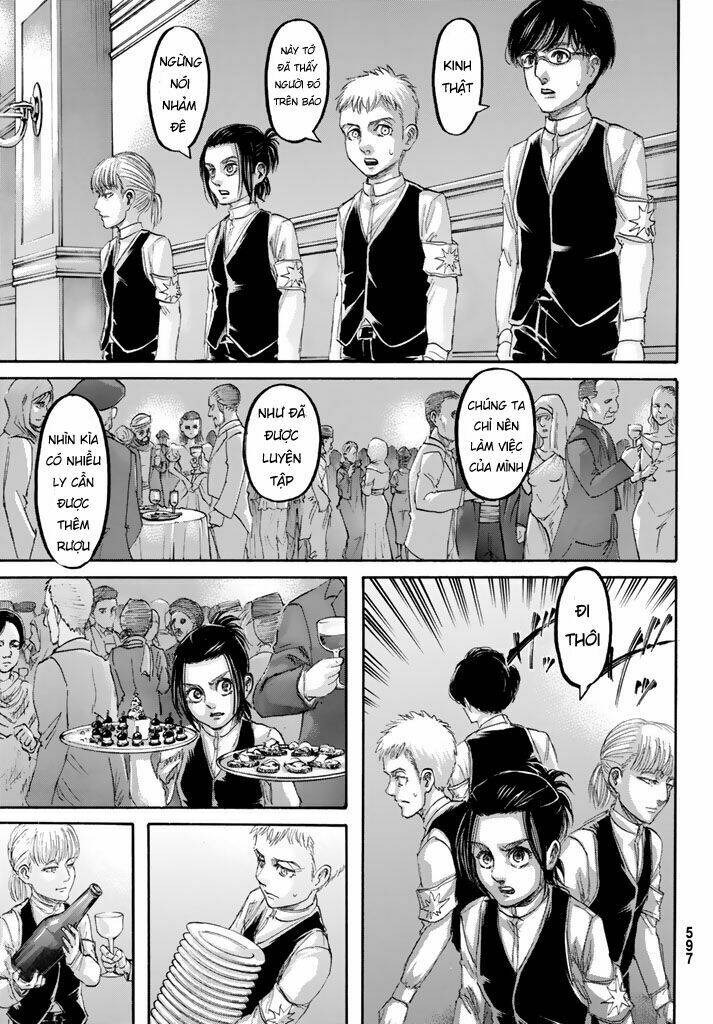 KINH
THẬT
NÀY TỚ
ĐÃ THẤY
NGƯỜI ĐÓ
TRÊN BÁO
NGỪNG
NÓI
NHẢM
ĐÊ
CHÚNG TA
CHỈ NÊN
LÀM VIỆC
CỦA MÌNH
NHƯ ĐÃ
ĐƯỢC
LUYỆN
TẬP
NHÌN KÌA
CÓ NHIỀU
LY CẦN
ĐƯỢC
THÊM
RƯỢU
ĐI
THÔI
597